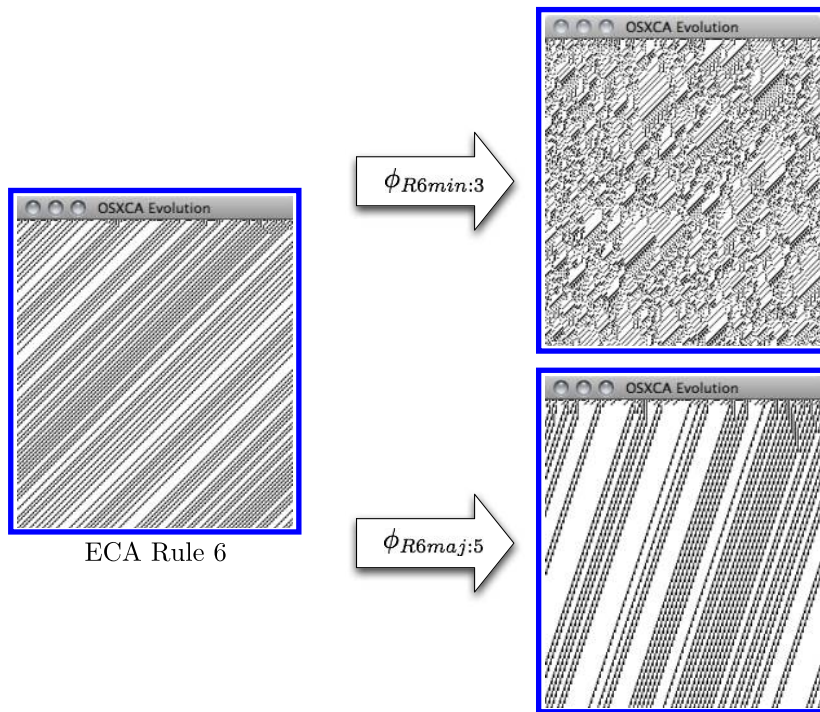 OSXCA Evolution
ϕR6min:3
OSXCA Evolution
ECA Rule 6
OSXCA Evolution
ϕR6maj:5